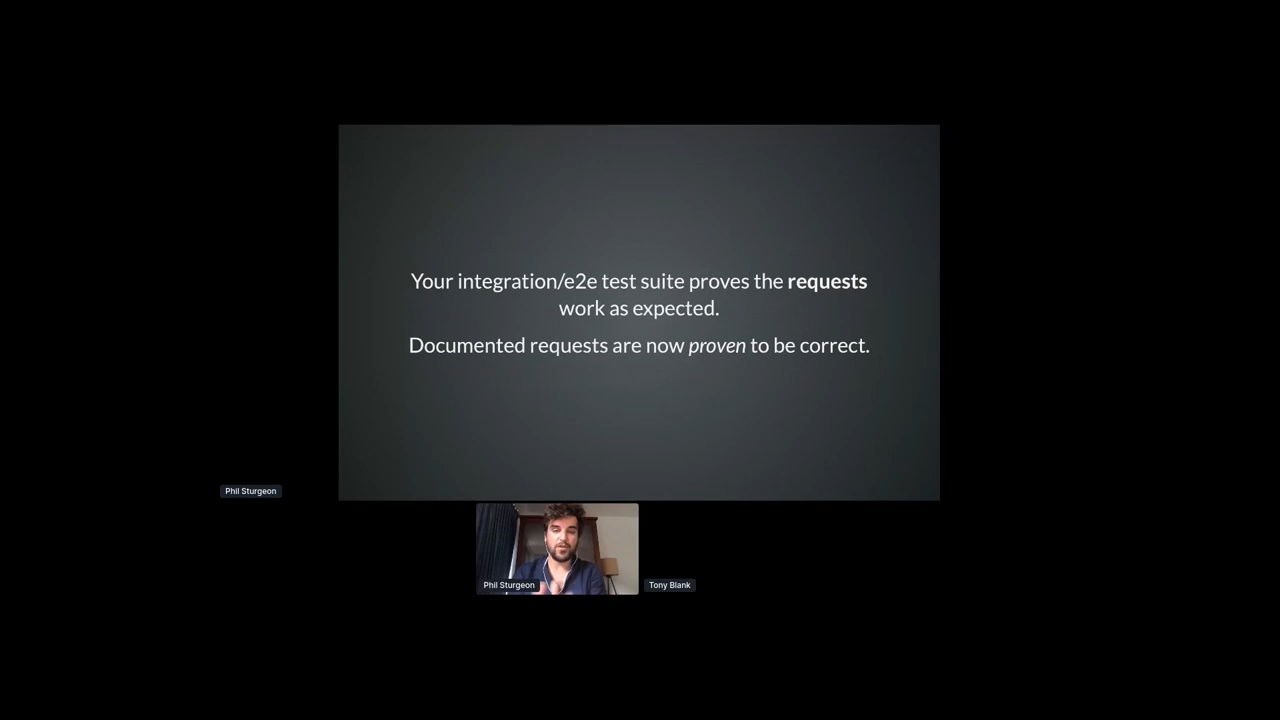 Your integration/e2e test suite proves the requests
work as expected.
Documented requests are now proven to be correct.
Phil Sturgeon
Phil Sturgeon
Tony Blank